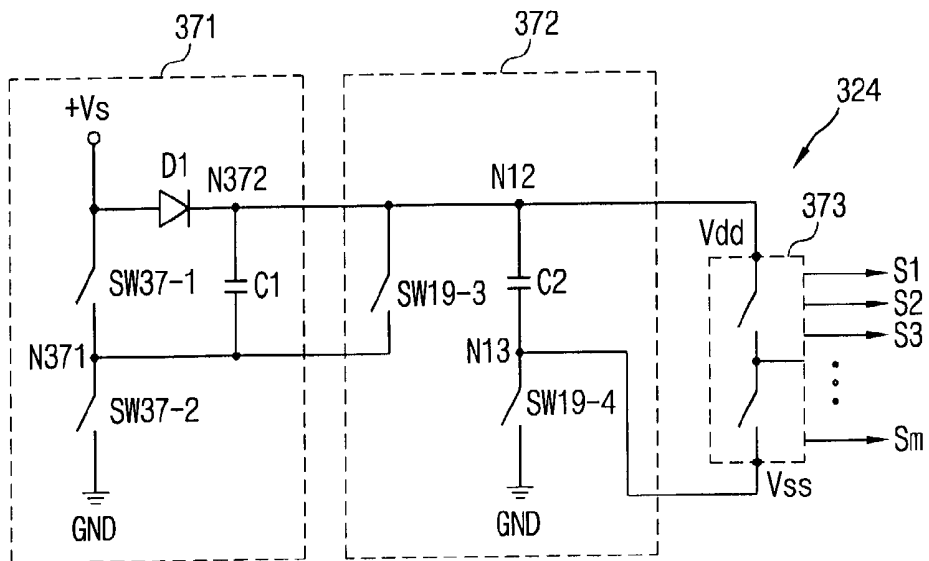 371
372
324
+Vs
D1
N372
N12
373
Vdd
S1
SW37-1
C1
SW19-3
C2
S2
S3
N371
N13
SW37-2
SW19-4
Sm
Vss
GND
GND